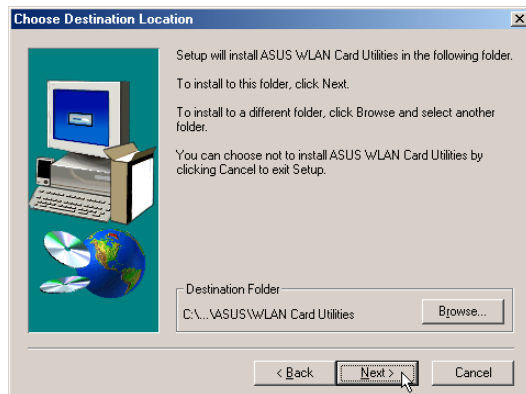 Choose Destination Location
Setup will install ASUS WLAN Card Utilities in the following folder.
To install to this folder, click Next.
To install to a different folder, click Browse and select another
folder.
You can choose not to install ASUS WLAN Card Utilities by
clicking Cancel to exit Setup.
Destination Folder
C:\...\ASUS\WLAN Card Utilities
Browse...
< Back
Next >
Cancel